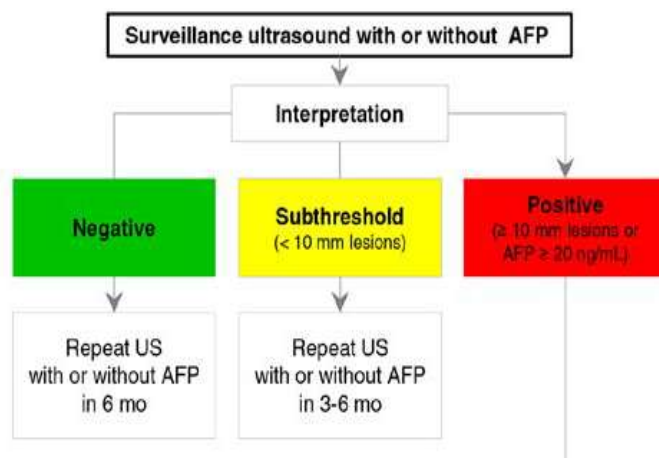 Surveillance ultrasound with or without AFP
Interpretation
Negative
Subthreshold
(< 10 mm lesions)
Positive
(≥ 10 mm lesions or
AFP ≥ 20 ng/mL)
Repeat US
with or without AFP
in 6 mo
Repeat US
with or without AFP
in 3-6 mo